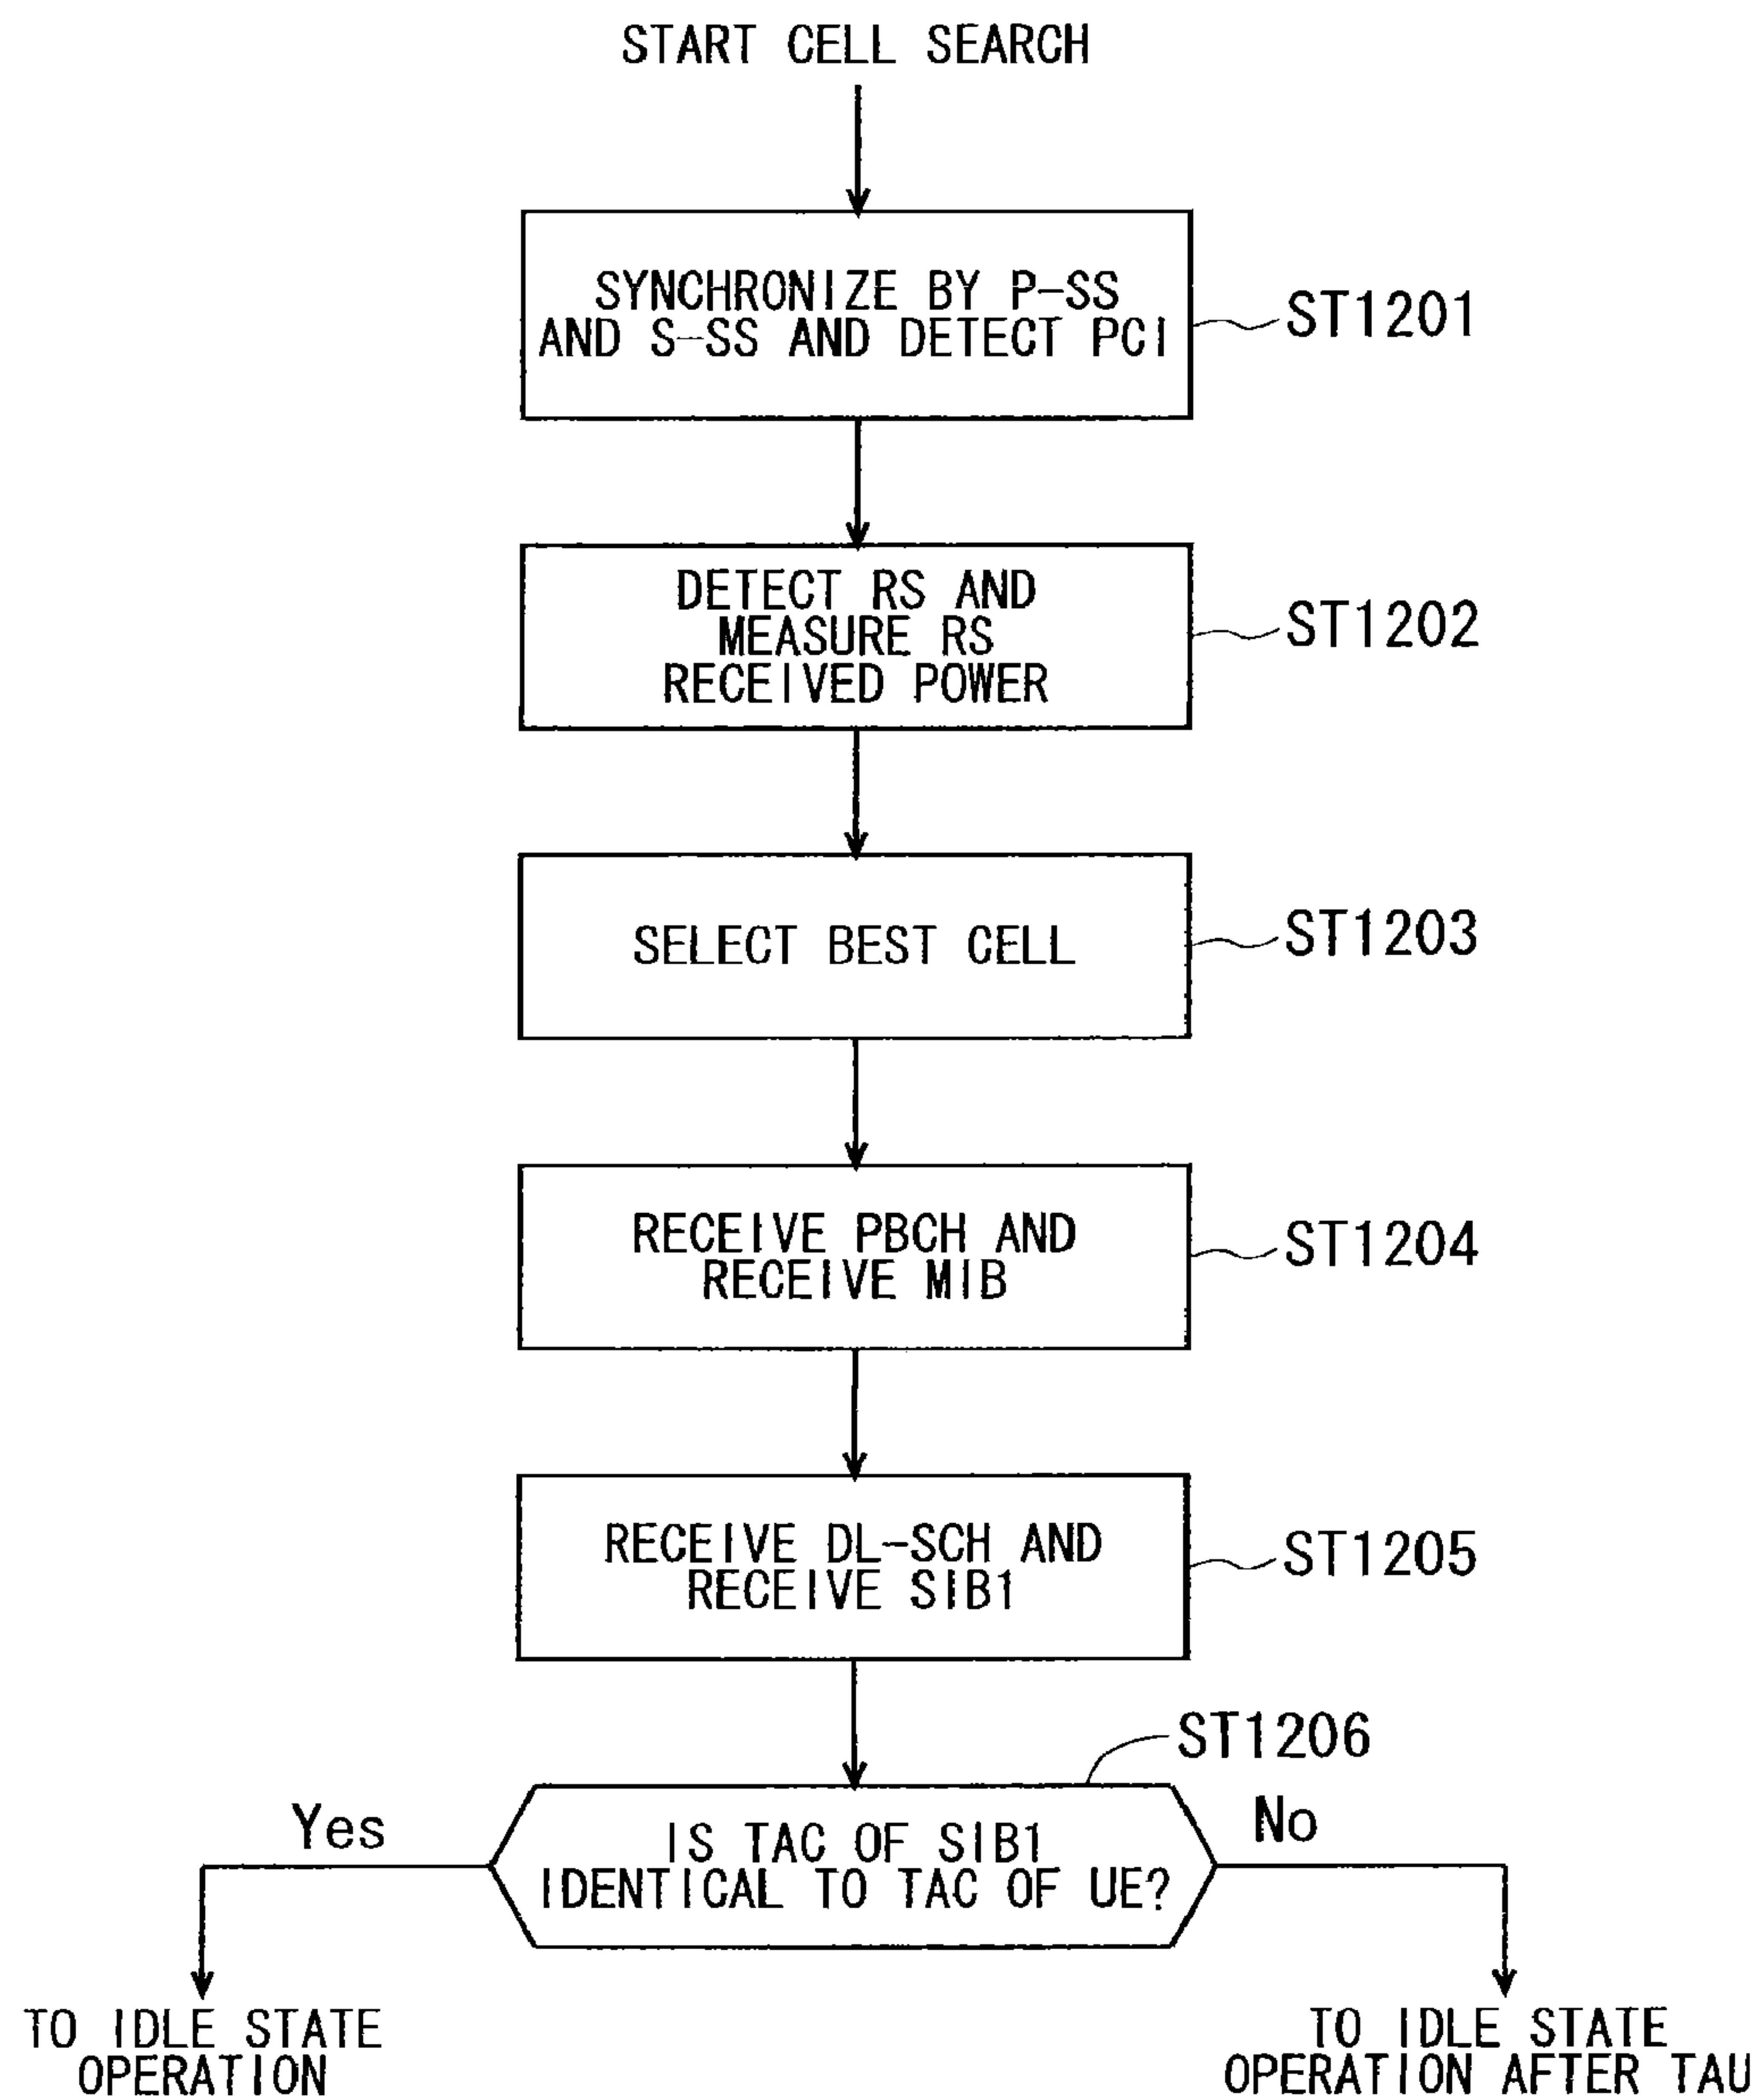 START CELL SEARCH
SYNCHRONIZE BY P-SS
AND S-SS AND DETECT PCI
ST1201
DETECT RS AND
MEASURE RS
RECEIVED POWER
ST1202
SELECT BEST CELL
ST1203
RECEIVE PBCH AND
RECEIVE MIB
ST1204
RECEIVE DL-SCH AND
RECEIVE SIB1
ST1205
ST1206
Yes
IS TAC OF SIB1
IDENTICAL TO TAC OF UE?
No
TO IDLE STATE
OPERATION
TO IDLE STATE
OPERATION AFTER TAU